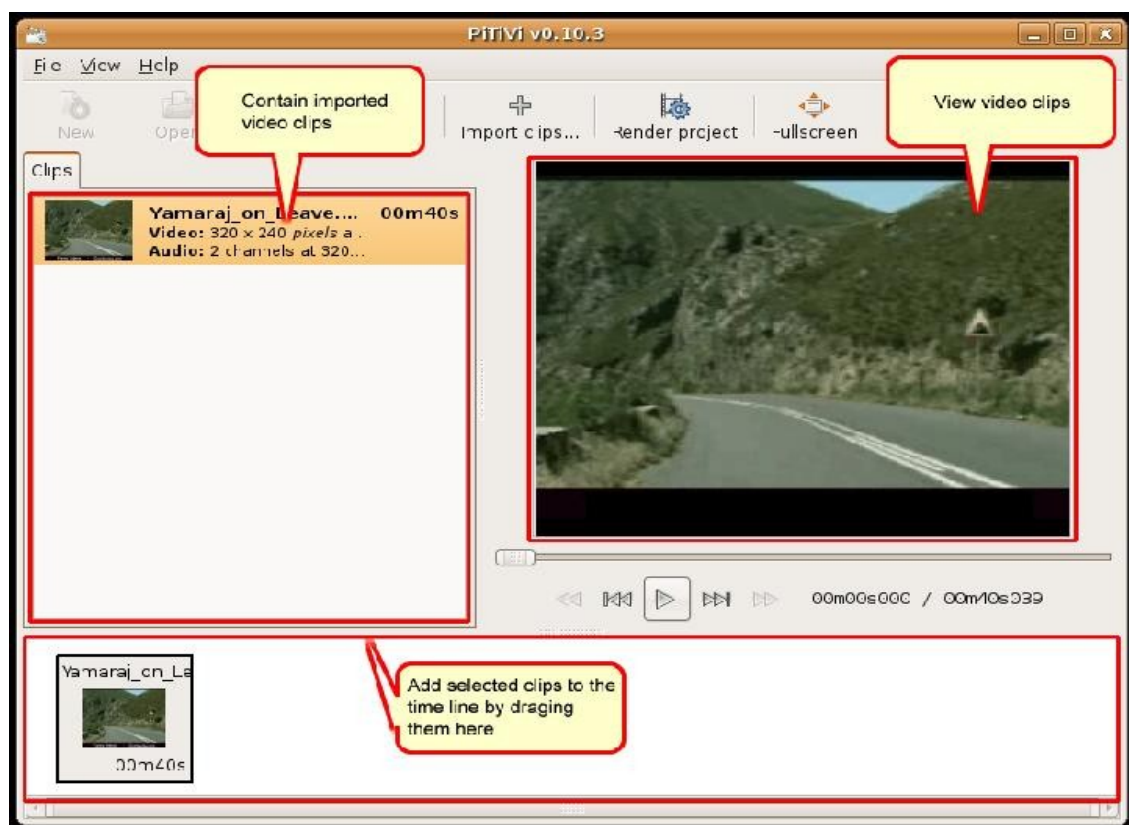 PiTiVi v0.10.3
File View Help
Contain imported
video clips
View video clips
New
Open
Import clips...
Render project
Fullscreen
Clips
Yamaraj_on_Leave.... 00m40s
Video: 320 x 240 pixels a...
Audio: 2 channels at 320...
00m00s000 / 00m40s039
Yamaraj_on_Le
00m40s
Add selected clips to the
time line by draging
them here